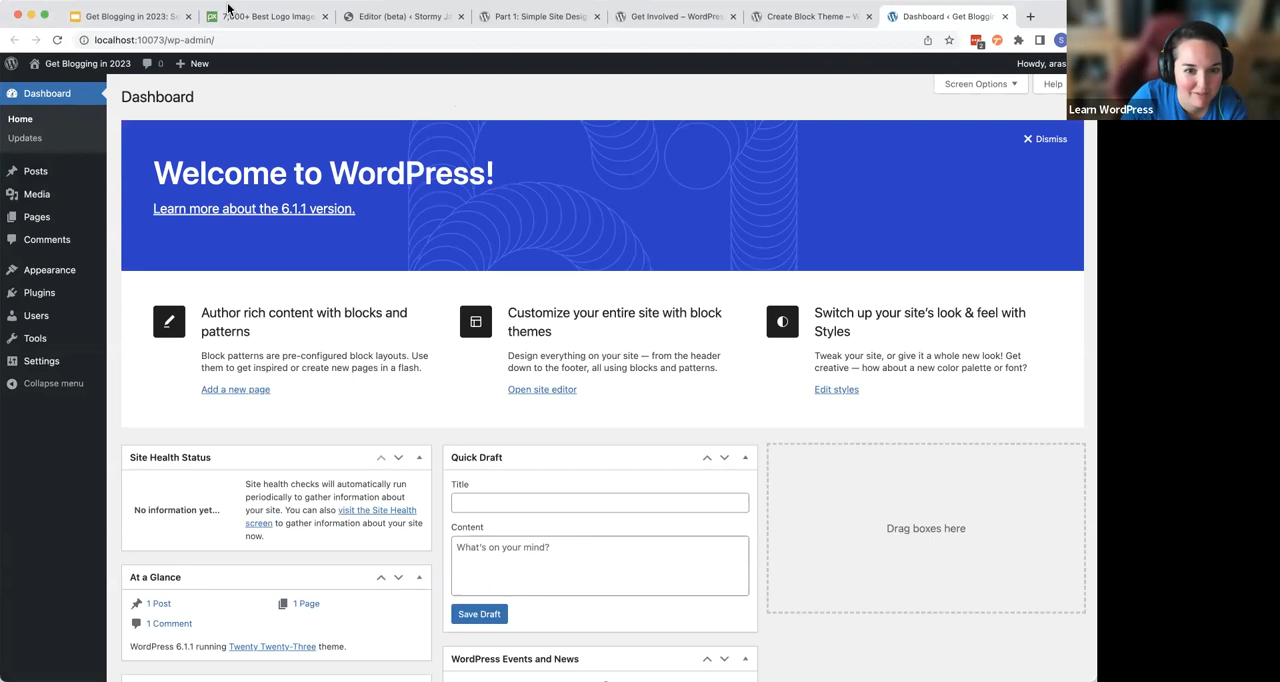 Get Blogging in 2023: S
7,000+ Best Logo Image
Editor (beta) ‹ Stormy J
Part 1: Simple Site Desig
Get Involved – WordPres
Create Block Theme – W
Dashboard ‹ Get Bloggi
localhost:10073/wp-admin/
2
S
Get Blogging in 2023
0
New
Howdy, aras
Learn WordPress
Dashboard
Home
Updates
Posts
Media
Pages
Comments
Appearance
Plugins
Users
Tools
Settings
Collapse menu
Dashboard
Screen Options
Help
Dismiss
Welcome to WordPress!
Learn more about the 6.1.1 version.
Author rich content with blocks and
patterns
Block patterns are pre-configured block layouts. Use
them to get inspired or create new pages in a flash.
Add a new page
Customize your entire site with block
themes
Design everything on your site — from the header
down to the footer, all using blocks and patterns.
Open site editor
Switch up your site's look & feel with
Styles
Tweak your site, or give it a whole new look! Get
creative — how about a new color palette or font?
Edit styles
Site Health Status
No information yet...
Site health checks will automatically run
periodically to gather information about
your site. You can also visit the Site Health
screen to gather information about your site
now.
At a Glance
1 Post
1 Page
1 Comment
WordPress 6.1.1 running Twenty Twenty-Three theme.
Quick Draft
Title
Content
What's on your mind?
Save Draft
WordPress Events and News
Drag boxes here